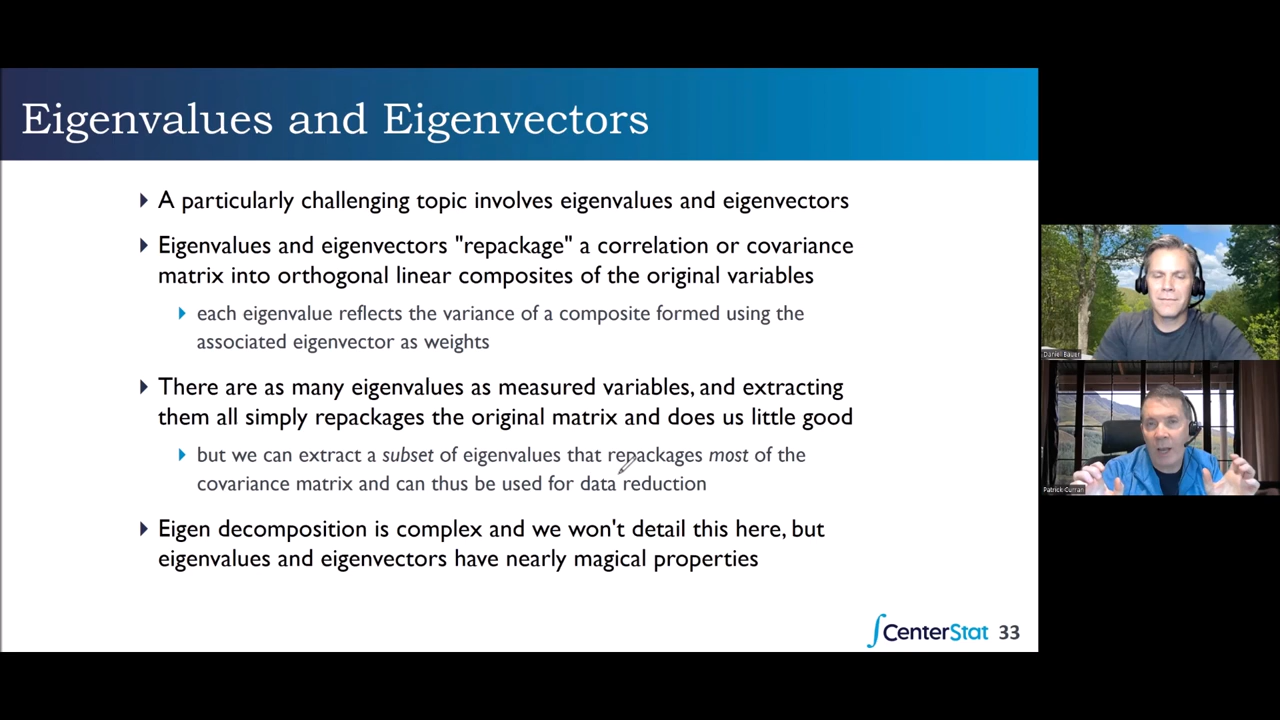 Eigenvalues and Eigenvectors
A particularly challenging topic involves eigenvalues and eigenvectors
Eigenvalues and eigenvectors "repackage" a correlation or covariance
matrix into orthogonal linear composites of the original variables
each eigenvalue reflects the variance of a composite formed using the
associated eigenvector as weights
There are as many eigenvalues as measured variables, and extracting
them all simply repackages the original matrix and does us little good
but we can extract a subset of eigenvalues that repackages most of the
covariance matrix and can thus be used for data reduction
Eigen decomposition is complex and we won't detail this here, but
eigenvalues and eigenvectors have nearly magical properties
CenterStat 33
Daniel Bauer
Patrick Curran